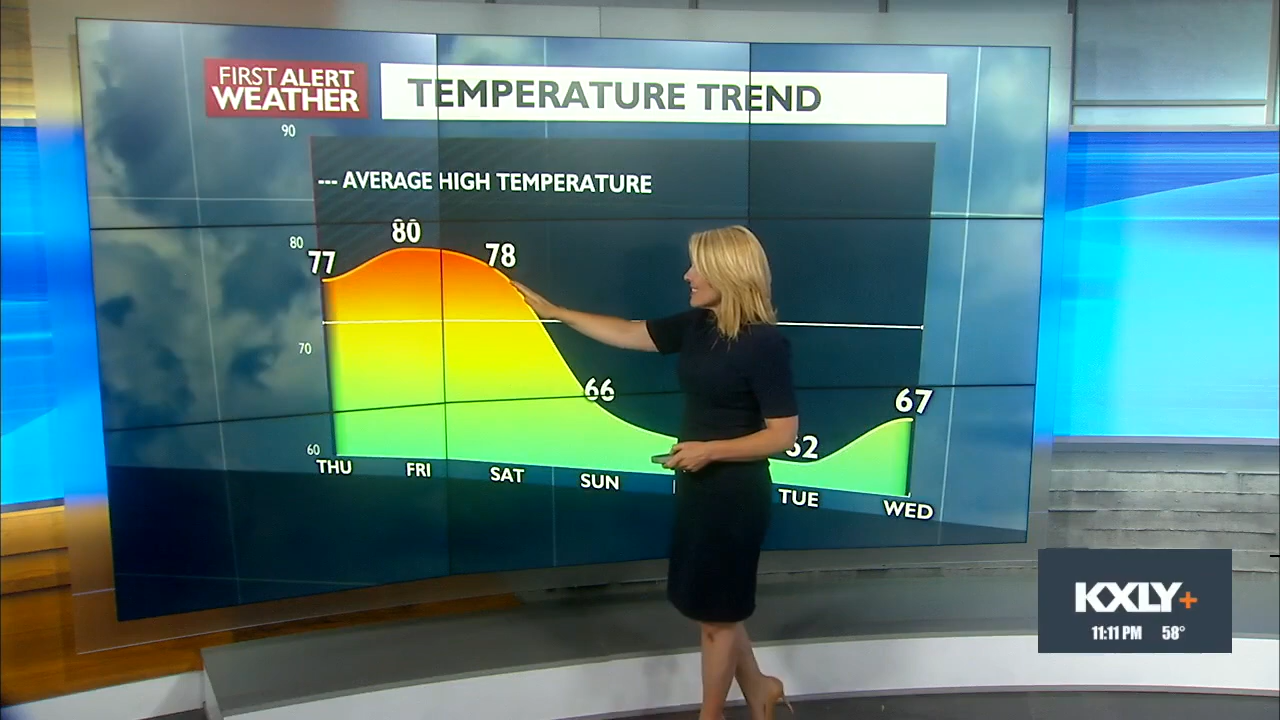 FIRST ALERT
WEATHER
TEMPERATURE TREND
90
--- AVERAGE HIGH TEMPERATURE
80
77
80
78
70
66
67
62
60
THU
FRI
SAT
SUN
TUE
WED
KXLY+
11:11 PM 58°